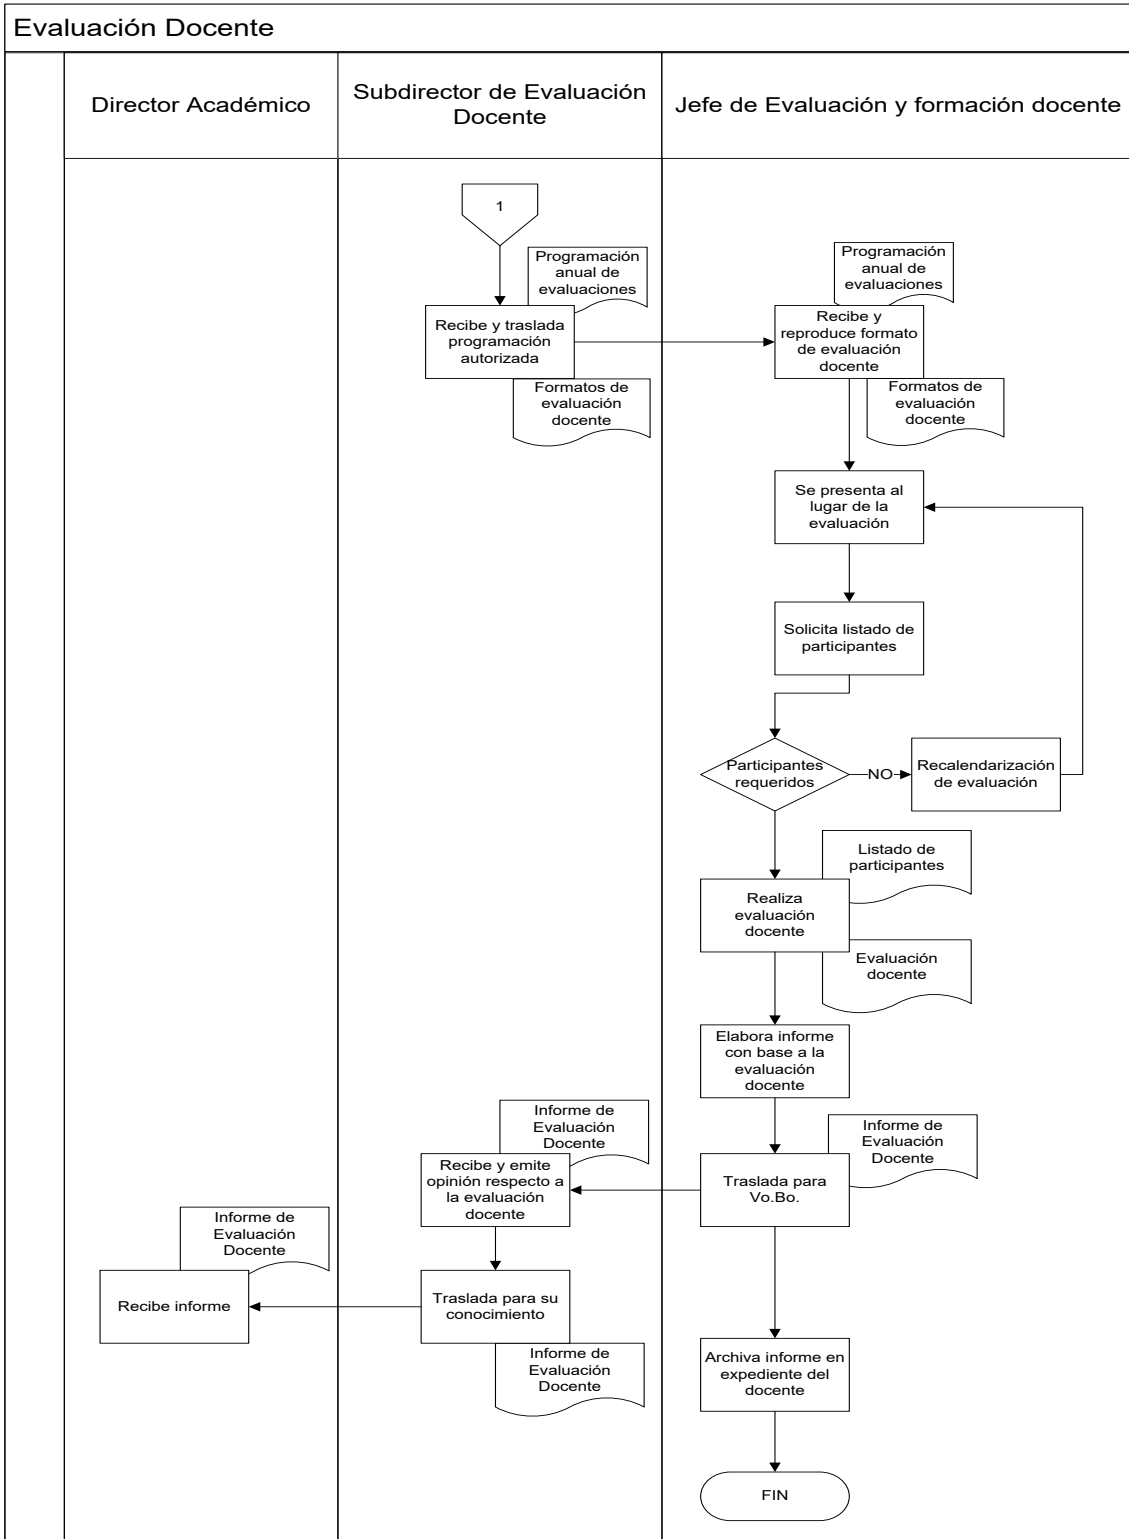 Evaluación Docente
Director Académico
Subdirector de Evaluación
Docente
Jefe de Evaluación y formación docente
1
Programación
anual de
evaluaciones
Recibe y traslada
programación
autorizada
Formatos de
evaluación
docente
Programación
anual de
evaluaciones
Recibe y
reproduce formato
de evaluación
docente
Formatos de
evaluación
docente
Se presenta al
lugar de la
evaluación
Solicita listado de
participantes
Participantes
requeridos
NO
Recalendarización
de evaluación
Listado de
participantes
Realiza
evaluación
docente
Evaluación
docente
Elabora informe
con base a la
evaluación
docente
Informe de
Evaluación
Docente
Traslada para
Vo.Bo.
Informe de
Evaluación
Docente
Recibe y emite
opinión respecto a
la evaluación
docente
Traslada para su
conocimiento
Informe de
Evaluación
Docente
Informe de
Evaluación
Docente
Recibe informe
Archiva informe en
expediente del
docente
FIN